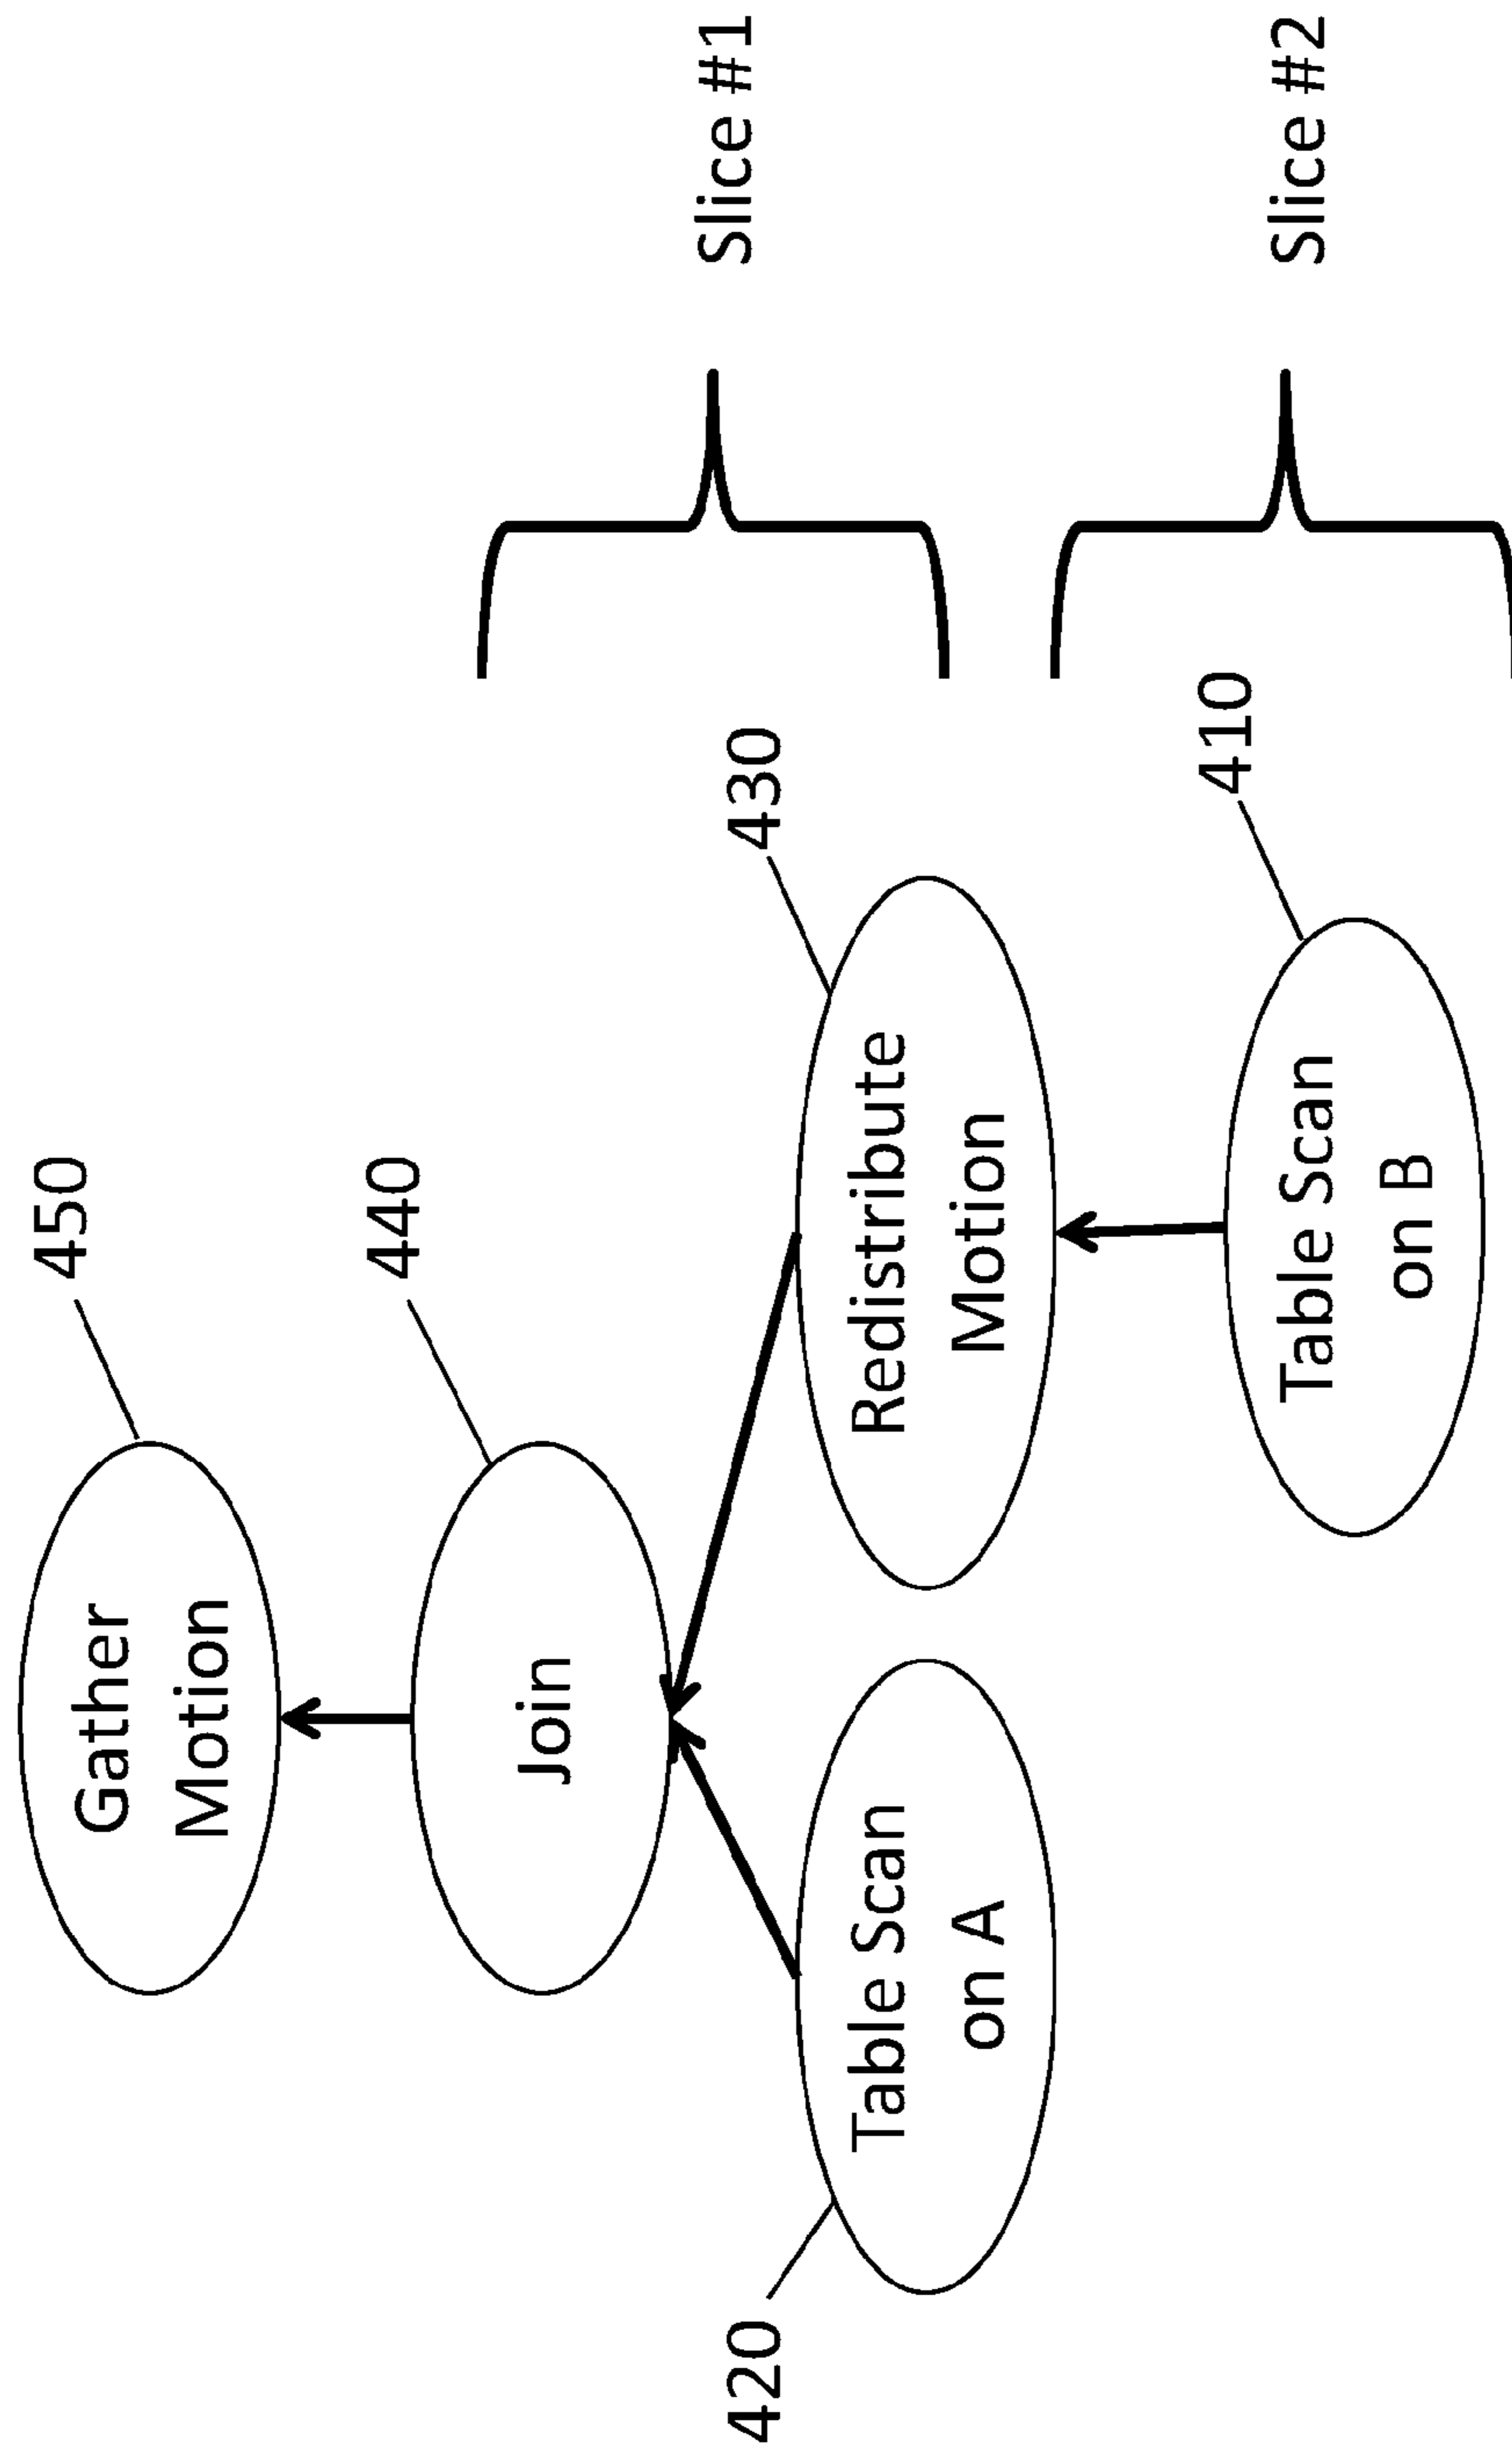 450
Gather
Motion
440
Join
Slice #1
420
Table Scan
on A
430
Redistribute
Motion
410
Table Scan
on B
Slice #2